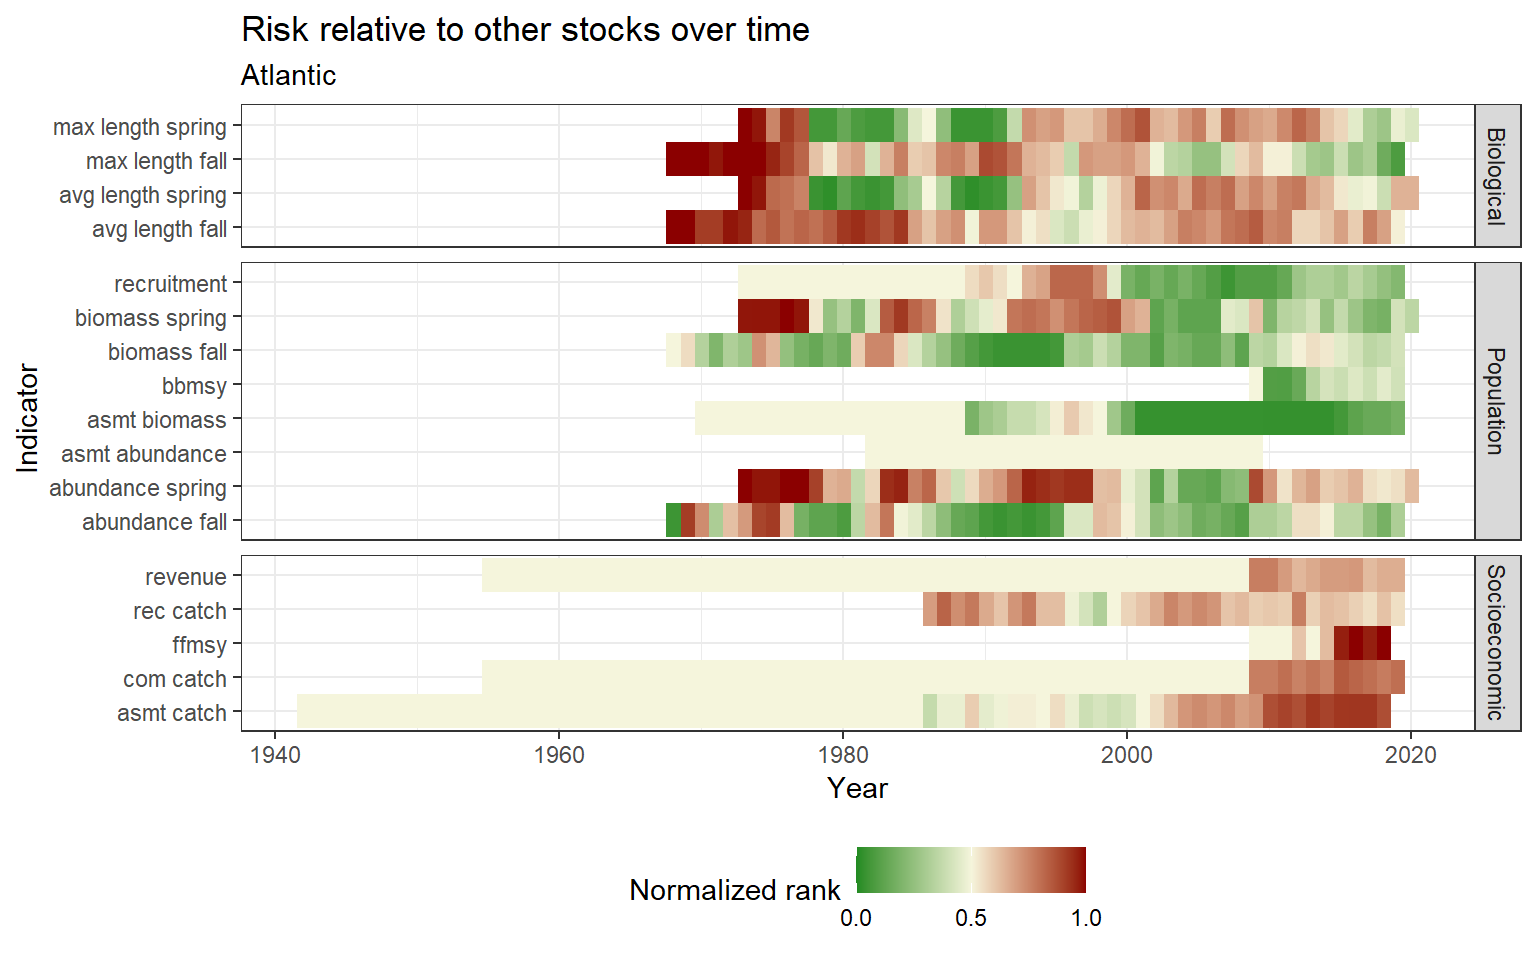 Risk relative to other stocks over time
Atlantic
max length spring
max length fall
avg length spring
avg length fall
Biological
recruitment
biomass spring
biomass fall
bbmsy
asmt biomass
asmt abundance
abundance spring
abundance fall
Population
revenue
rec catch
ffmsy
com catch
asmt catch
Socioeconomic
Indicator
1940 1960 1980 2000 2020
Year
Normalized rank
0.0 0.5 1.0